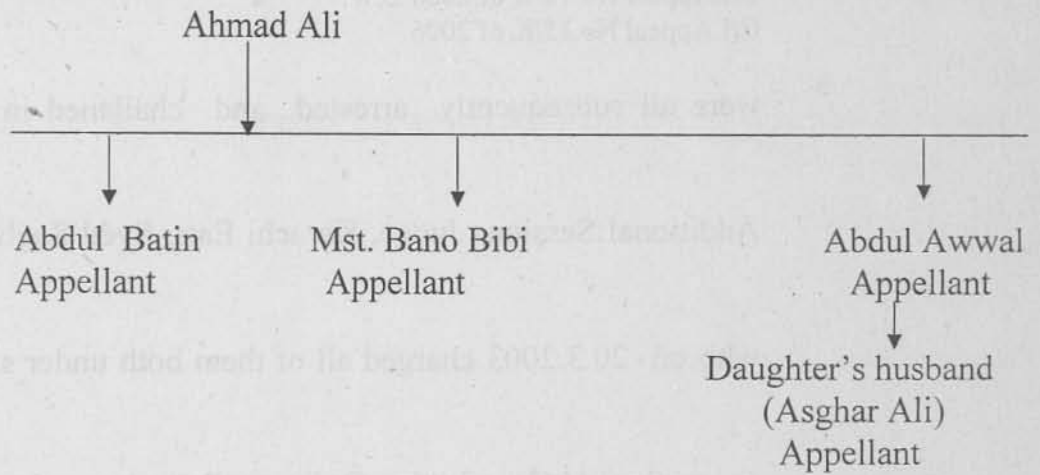 Ahmad Ali
Abdul Batin Mst. Bano Bibi Abdul Awwal
Appellant Appellant Appellant
Daughter's husband
(Asghar Ali)
Appellant